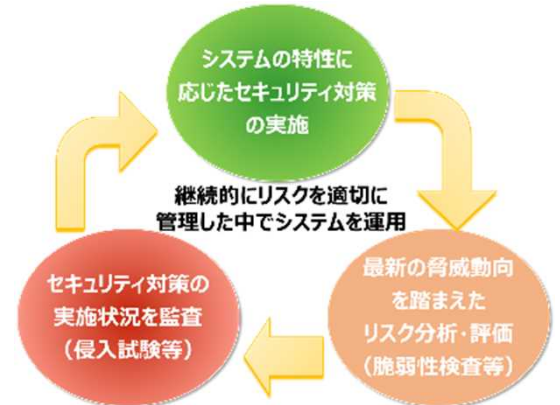 システムの特性に
応じたセキュリティ対策
の実施
継続的にリスクを適切に
管理した中でシステムを運用
最新の脅威動向
を踏まえた
リスク分析・評価
(脆弱性検査等)
セキュリティ対策の
実施状況を監査
(侵入試験等)